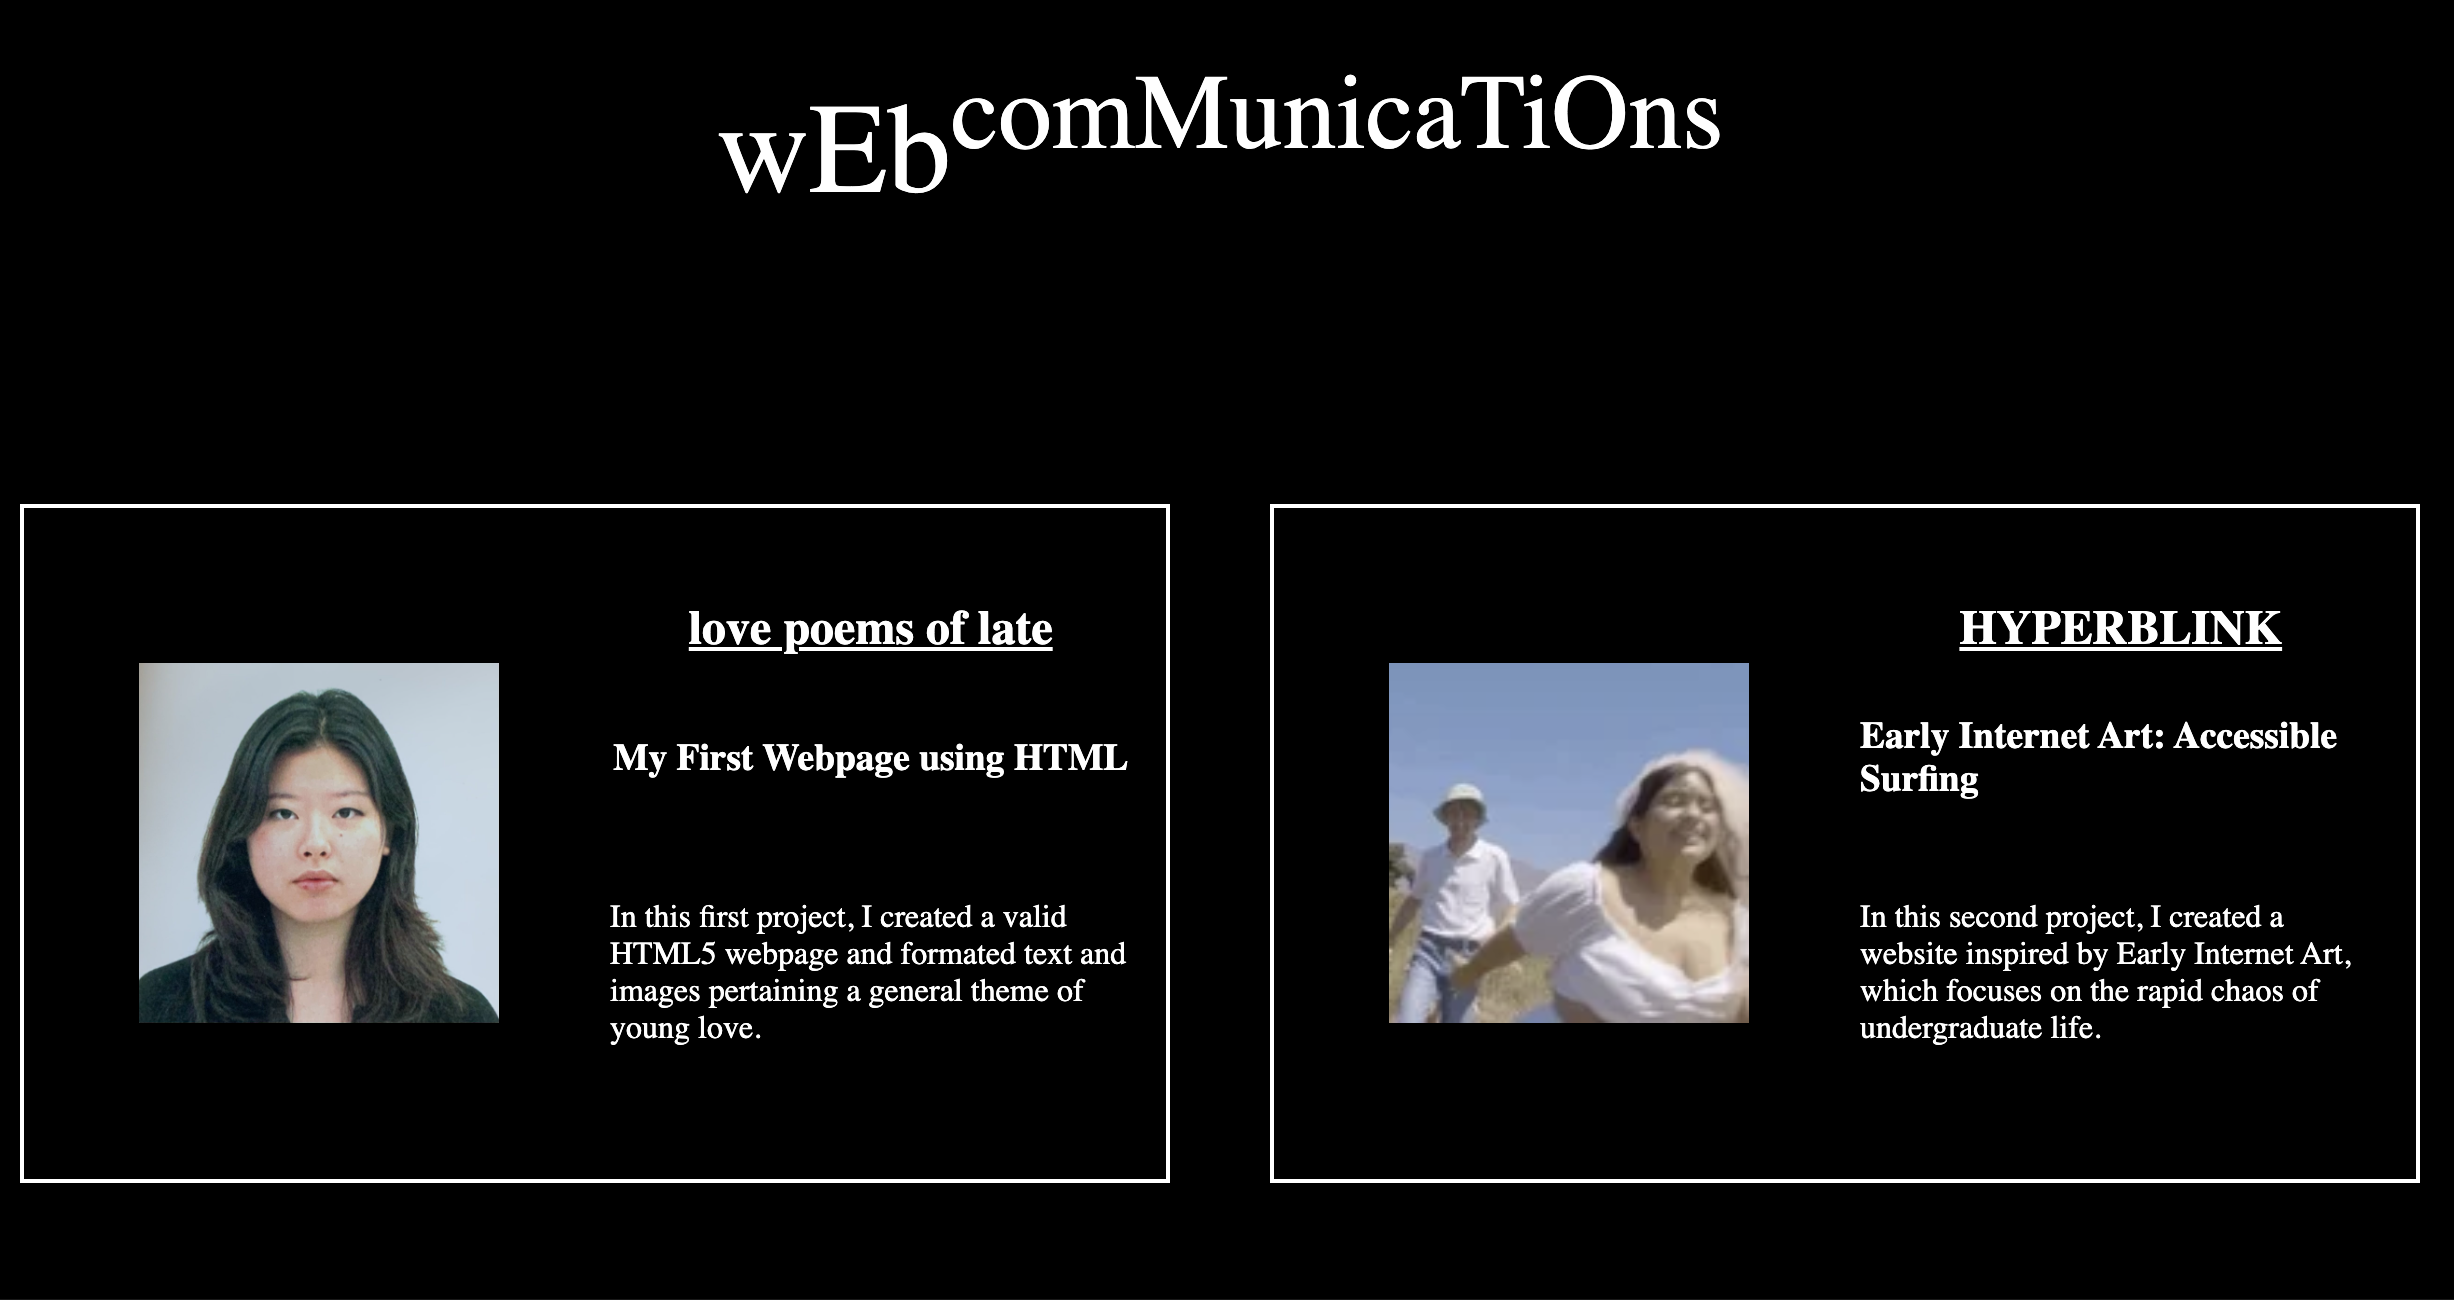 wEbcomMunicaTiOns
love poems of late
My First Webpage using HTML
In this first project, I created a valid
HTML5 webpage and formated text and
images pertaining a general theme of
young love.
HYPERBLINK
Early Internet Art: Accessible
Surfing
In this second project, I created a
website inspired by Early Internet Art,
which focuses on the rapid chaos of
undergraduate life.